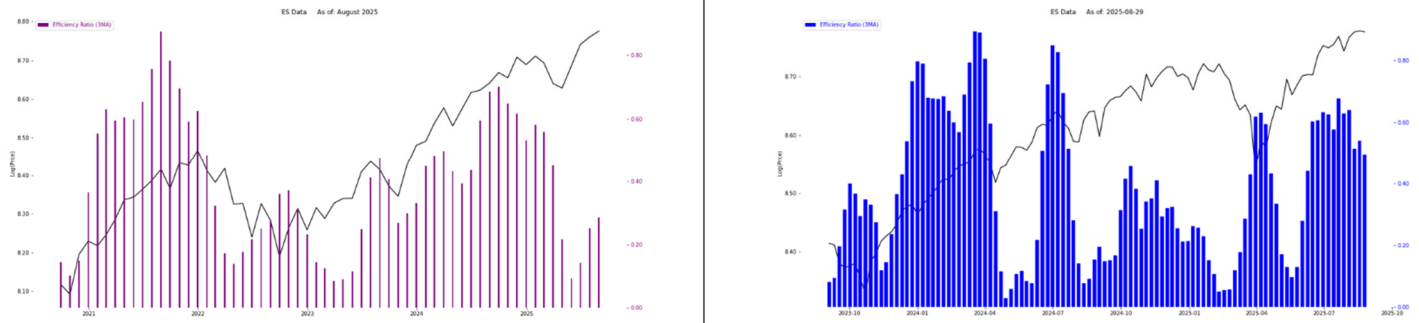 ES Data As of: August 2025
Efficiency Ratio (3MA)
8.80
8.70
8.60
8.50
8.40
8.30
8.20
8.10
Log(Price)
0.80
0.60
0.40
0.20
0.00
2021 2022 2023 2024 2025
ES Data As of: 2025-08-29
Efficiency Ratio (3MA)
8.70
8.60
8.50
8.40
Log(Price)
0.80
0.60
0.40
0.20
0.00
2023-10 2024-01 2024-04 2024-07 2024-10 2025-01 2025-04 2025-07 2025-10